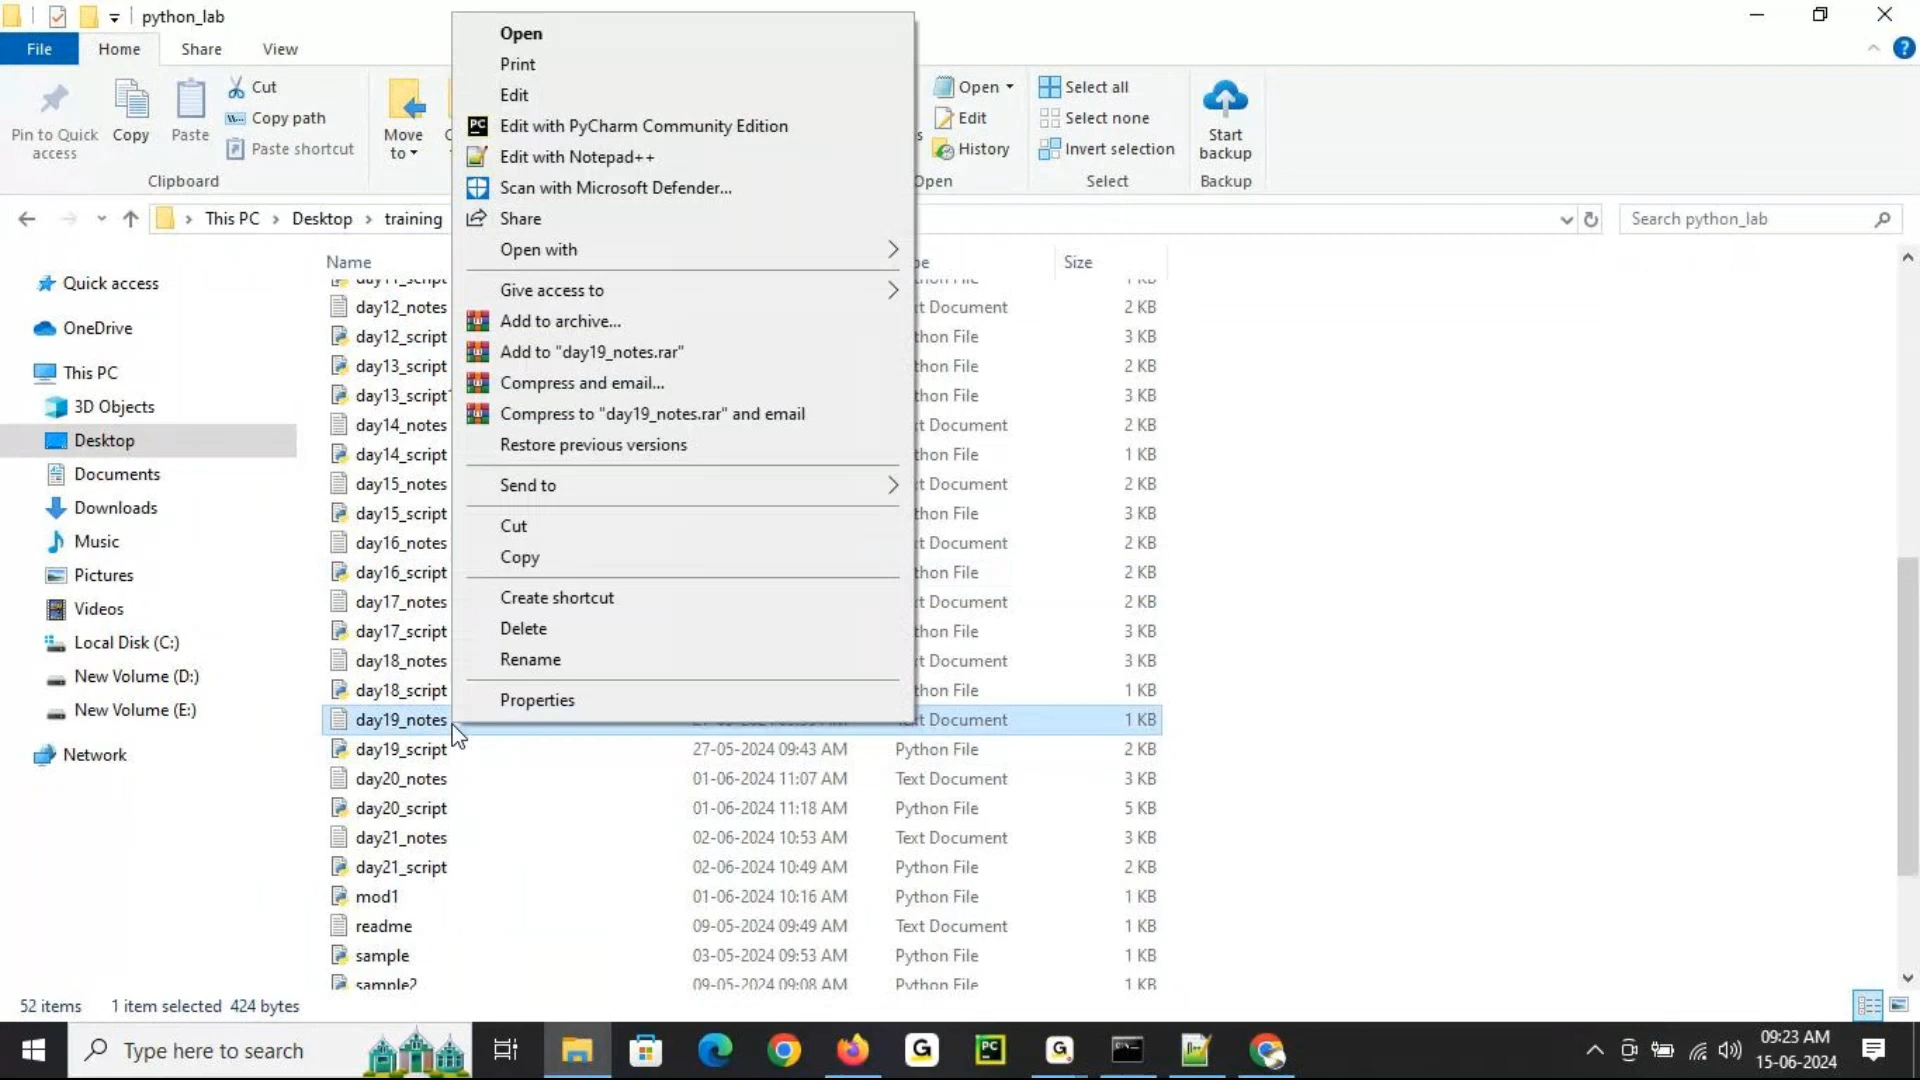 python_lab
File Home Share View
Pin to Quick access
Copy
Paste
Cut
Copy path
Paste shortcut
Clipboard
Move to
Open
Edit
History
Open
Select all
Select none
Invert selection
Select
Start backup
Backup
This PC > Desktop > training
Search python_lab
Open
Print
Edit
Edit with PyCharm Community Edition
Edit with Notepad++
Scan with Microsoft Defender...
Share
Open with
Give access to
Add to archive...
Add to "day19_notes.rar"
Compress and email...
Compress to "day19_notes.rar" and email
Restore previous versions
Send to
Cut
Copy
Create shortcut
Delete
Rename
Properties
Quick access
OneDrive
This PC
3D Objects
Desktop
Documents
Downloads
Music
Pictures
Videos
Local Disk (C:)
New Volume (D:)
New Volume (E:)
Network
Name Size
day12_notes 2 KB
day12_script 3 KB
day13_script 2 KB
day13_script 3 KB
day14_notes 2 KB
day14_script 1 KB
day15_notes 2 KB
day15_script 3 KB
day16_notes 2 KB
day16_script 2 KB
day17_notes 2 KB
day17_script 3 KB
day18_notes 3 KB
day18_script 1 KB
day19_notes 1 KB
day19_script 27-05-2024 09:43 AM Python File 2 KB
day20_notes 01-06-2024 11:07 AM Text Document 3 KB
day20_script 01-06-2024 11:18 AM Python File 5 KB
day21_notes 02-06-2024 10:53 AM Text Document 3 KB
day21_script 02-06-2024 10:49 AM Python File 2 KB
mod1 01-06-2024 10:16 AM Python File 1 KB
readme 09-05-2024 09:49 AM Text Document 1 KB
sample 03-05-2024 09:53 AM Python File 1 KB
sample2 09-05-2024 09:08 AM Python File 1 KB
52 items 1 item selected 424 bytes
Type here to search
09:23 AM
15-06-2024